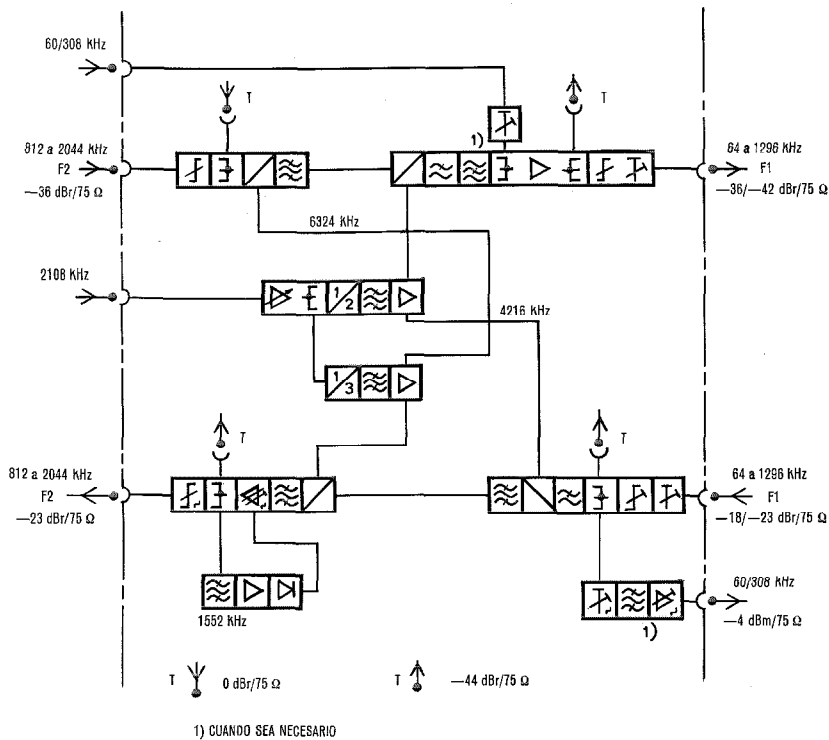 60/308 KHz
T
T
1)
812 a 2044 KHz
F2
—36 dBr/75 Ω
64 a 1296 KHz
F1
—36/—42 dBr/75 Ω
6324 KHz
2108 KHz
1/2
4216 KHz
1/3
T
T
812 a 2044 KHz
F2
—23 dBr/75 Ω
64 a 1296 KHz
F1
—18/—23 dBr/75 Ω
1552 KHz
60/308 KHz
—4 dBm/75 Ω
1)
T 0 dBr/75 Ω
T —44 dBr/75 Ω
1) CUANDO SEA NECESARIO